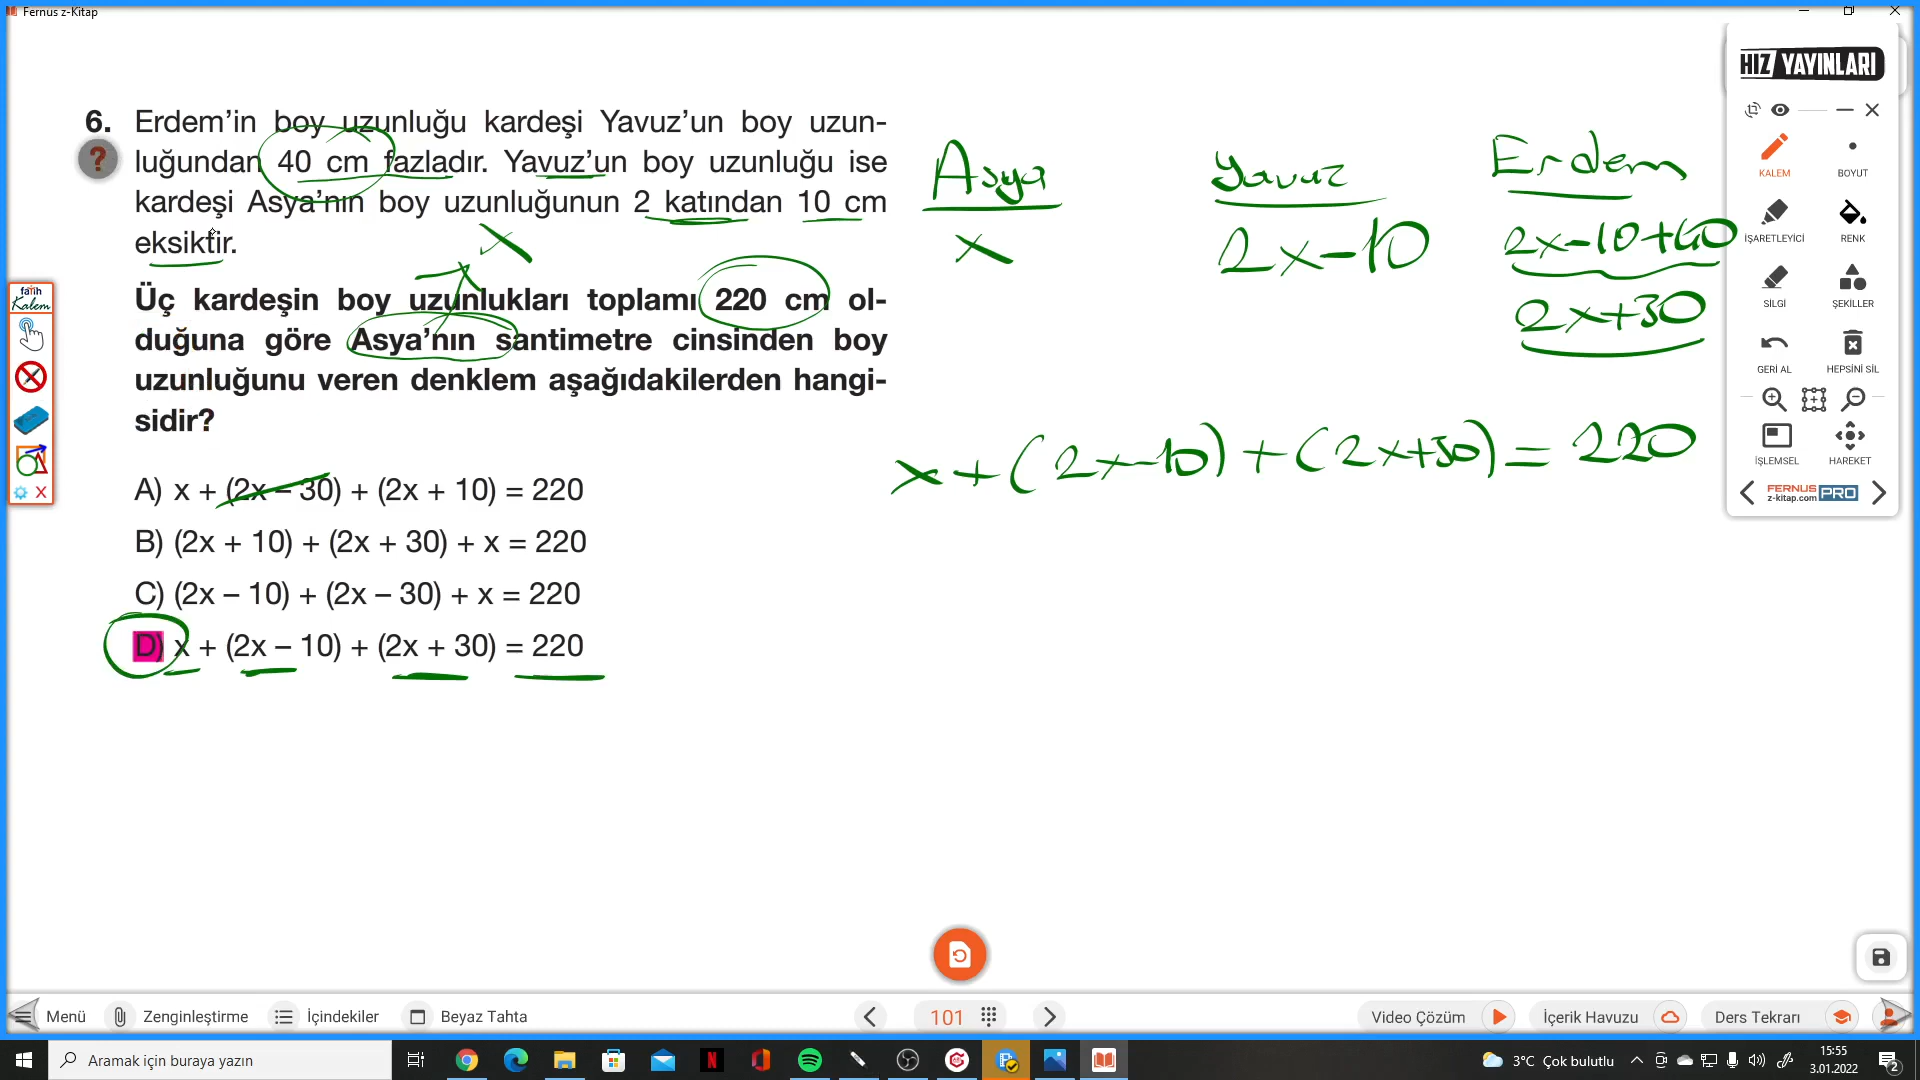 Fernus z-Kitap
HIZ YAYINLARI
6. Erdem'in boy uzunluğu kardeşi Yavuz'un boy uzun-
luğundan 40 cm fazladır. Yavuz'un boy uzunluğu ise
kardeşi Asya'nın boy uzunluğunun 2 katından 10 cm
eksiktir.
x
Üç kardeşin boy uzunlukları toplamı 220 cm ol-
duğuna göre Asya'nın santimetre cinsinden boy
uzunluğunu veren denklem aşağıdakilerden hangi-
sidir?
A) x + (2x – 30) + (2x + 10) = 220
B) (2x + 10) + (2x + 30) + x = 220
C) (2x – 10) + (2x – 30) + x = 220
D) x + (2x – 10) + (2x + 30) = 220
Asya Yavuz Erdem
x 2x-10 2x-10+40
2x+30
x+(2x-10)+(2x+30)=220
?
fatih
Kalem
x
KALEM BOYUT
İŞARETLEYİCİ RENK
SİLGİ ŞEKİLLER
GERİ AL HEPSİNİ SİL
İŞLEMSEL HAREKET
FERNUS
z-kitap.com PRO
Menü Zenginleştirme İçindekiler Beyaz Tahta 101 Video Çözüm İçerik Havuzu Ders Tekrarı
Aramak için buraya yazın 3°C Çok bulutlu 15:55
3.01.2022 2